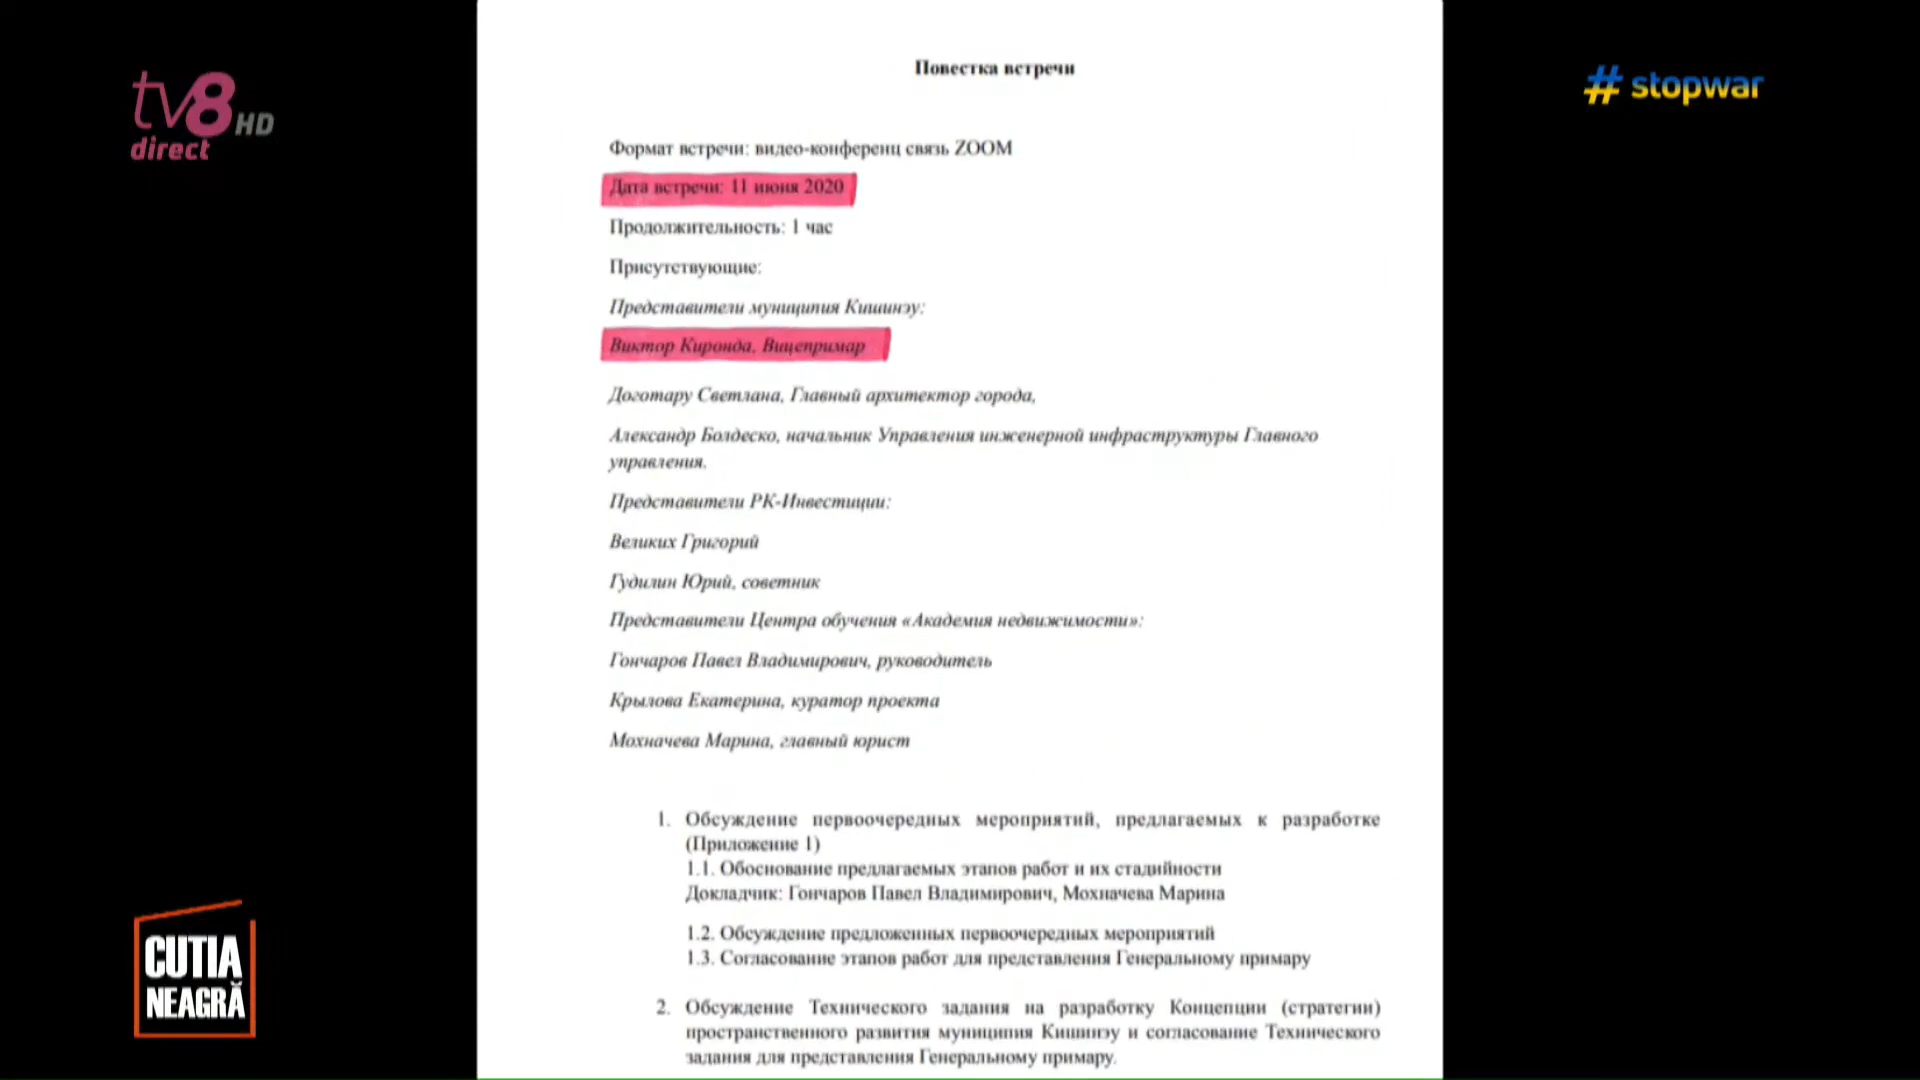 tv8 HD
direct
# stopwar
Повестка встречи
Формат встречи: видео-конференц связь ZOOM
Дата встречи: 11 июня 2020
Продолжительность: 1 час
Присутствующие:
Представители муниципия Кишинэу:
Виктор Киронда, Вицепримар
Доготару Светлана, Главный архитектор города,
Александр Болдеско, начальник Управления инженерной инфраструктуры Главного
управления.
Представители РК-Инвестиции:
Великих Григорий
Гудилин Юрий, советник
Представители Центра обучения «Академия недвижимости»:
Гончаров Павел Владимирович, руководитель
Крылова Екатерина, куратор проекта
Мохначева Марина, главный юрист
1. Обсуждение первоочередных мероприятий, предлагаемых к разработке
(Приложение 1)
1.1. Обоснование предлагаемых этапов работ и их стадийности
Докладчик: Гончаров Павел Владимирович, Мохначева Марина
1.2. Обсуждение предложенных первоочередных мероприятий
1.3. Согласование этапов работ для представления Генеральному примару
2. Обсуждение Технического задания на разработку Концепции (стратегии)
пространственного развития муниципия Кишинэу и согласование Технического
задания для представления Генеральному примару.
CUTIA
NEAGRĂ